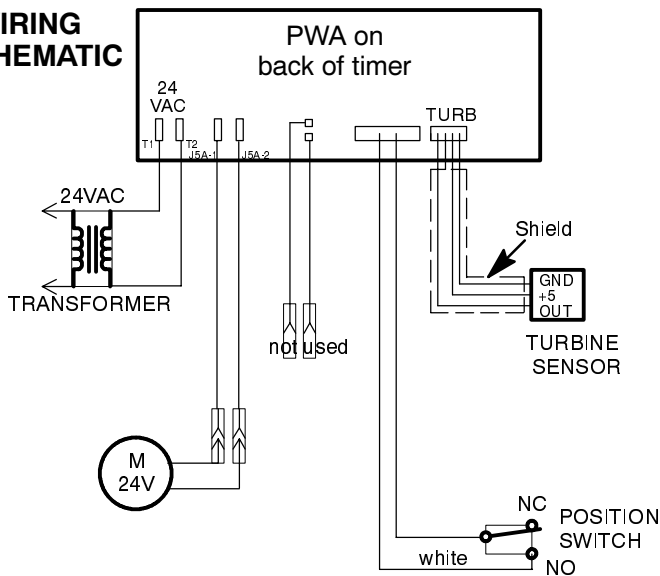 IRING
HEMATIC
PWA on
back of timer
24
VAC
TURB
T1
T2
J5A-1
J5A-2
24VAC
TRANSFORMER
Shield
GND
+5
OUT
TURBINE
SENSOR
not used
M
24V
NC
POSITION
SWITCH
white
NO